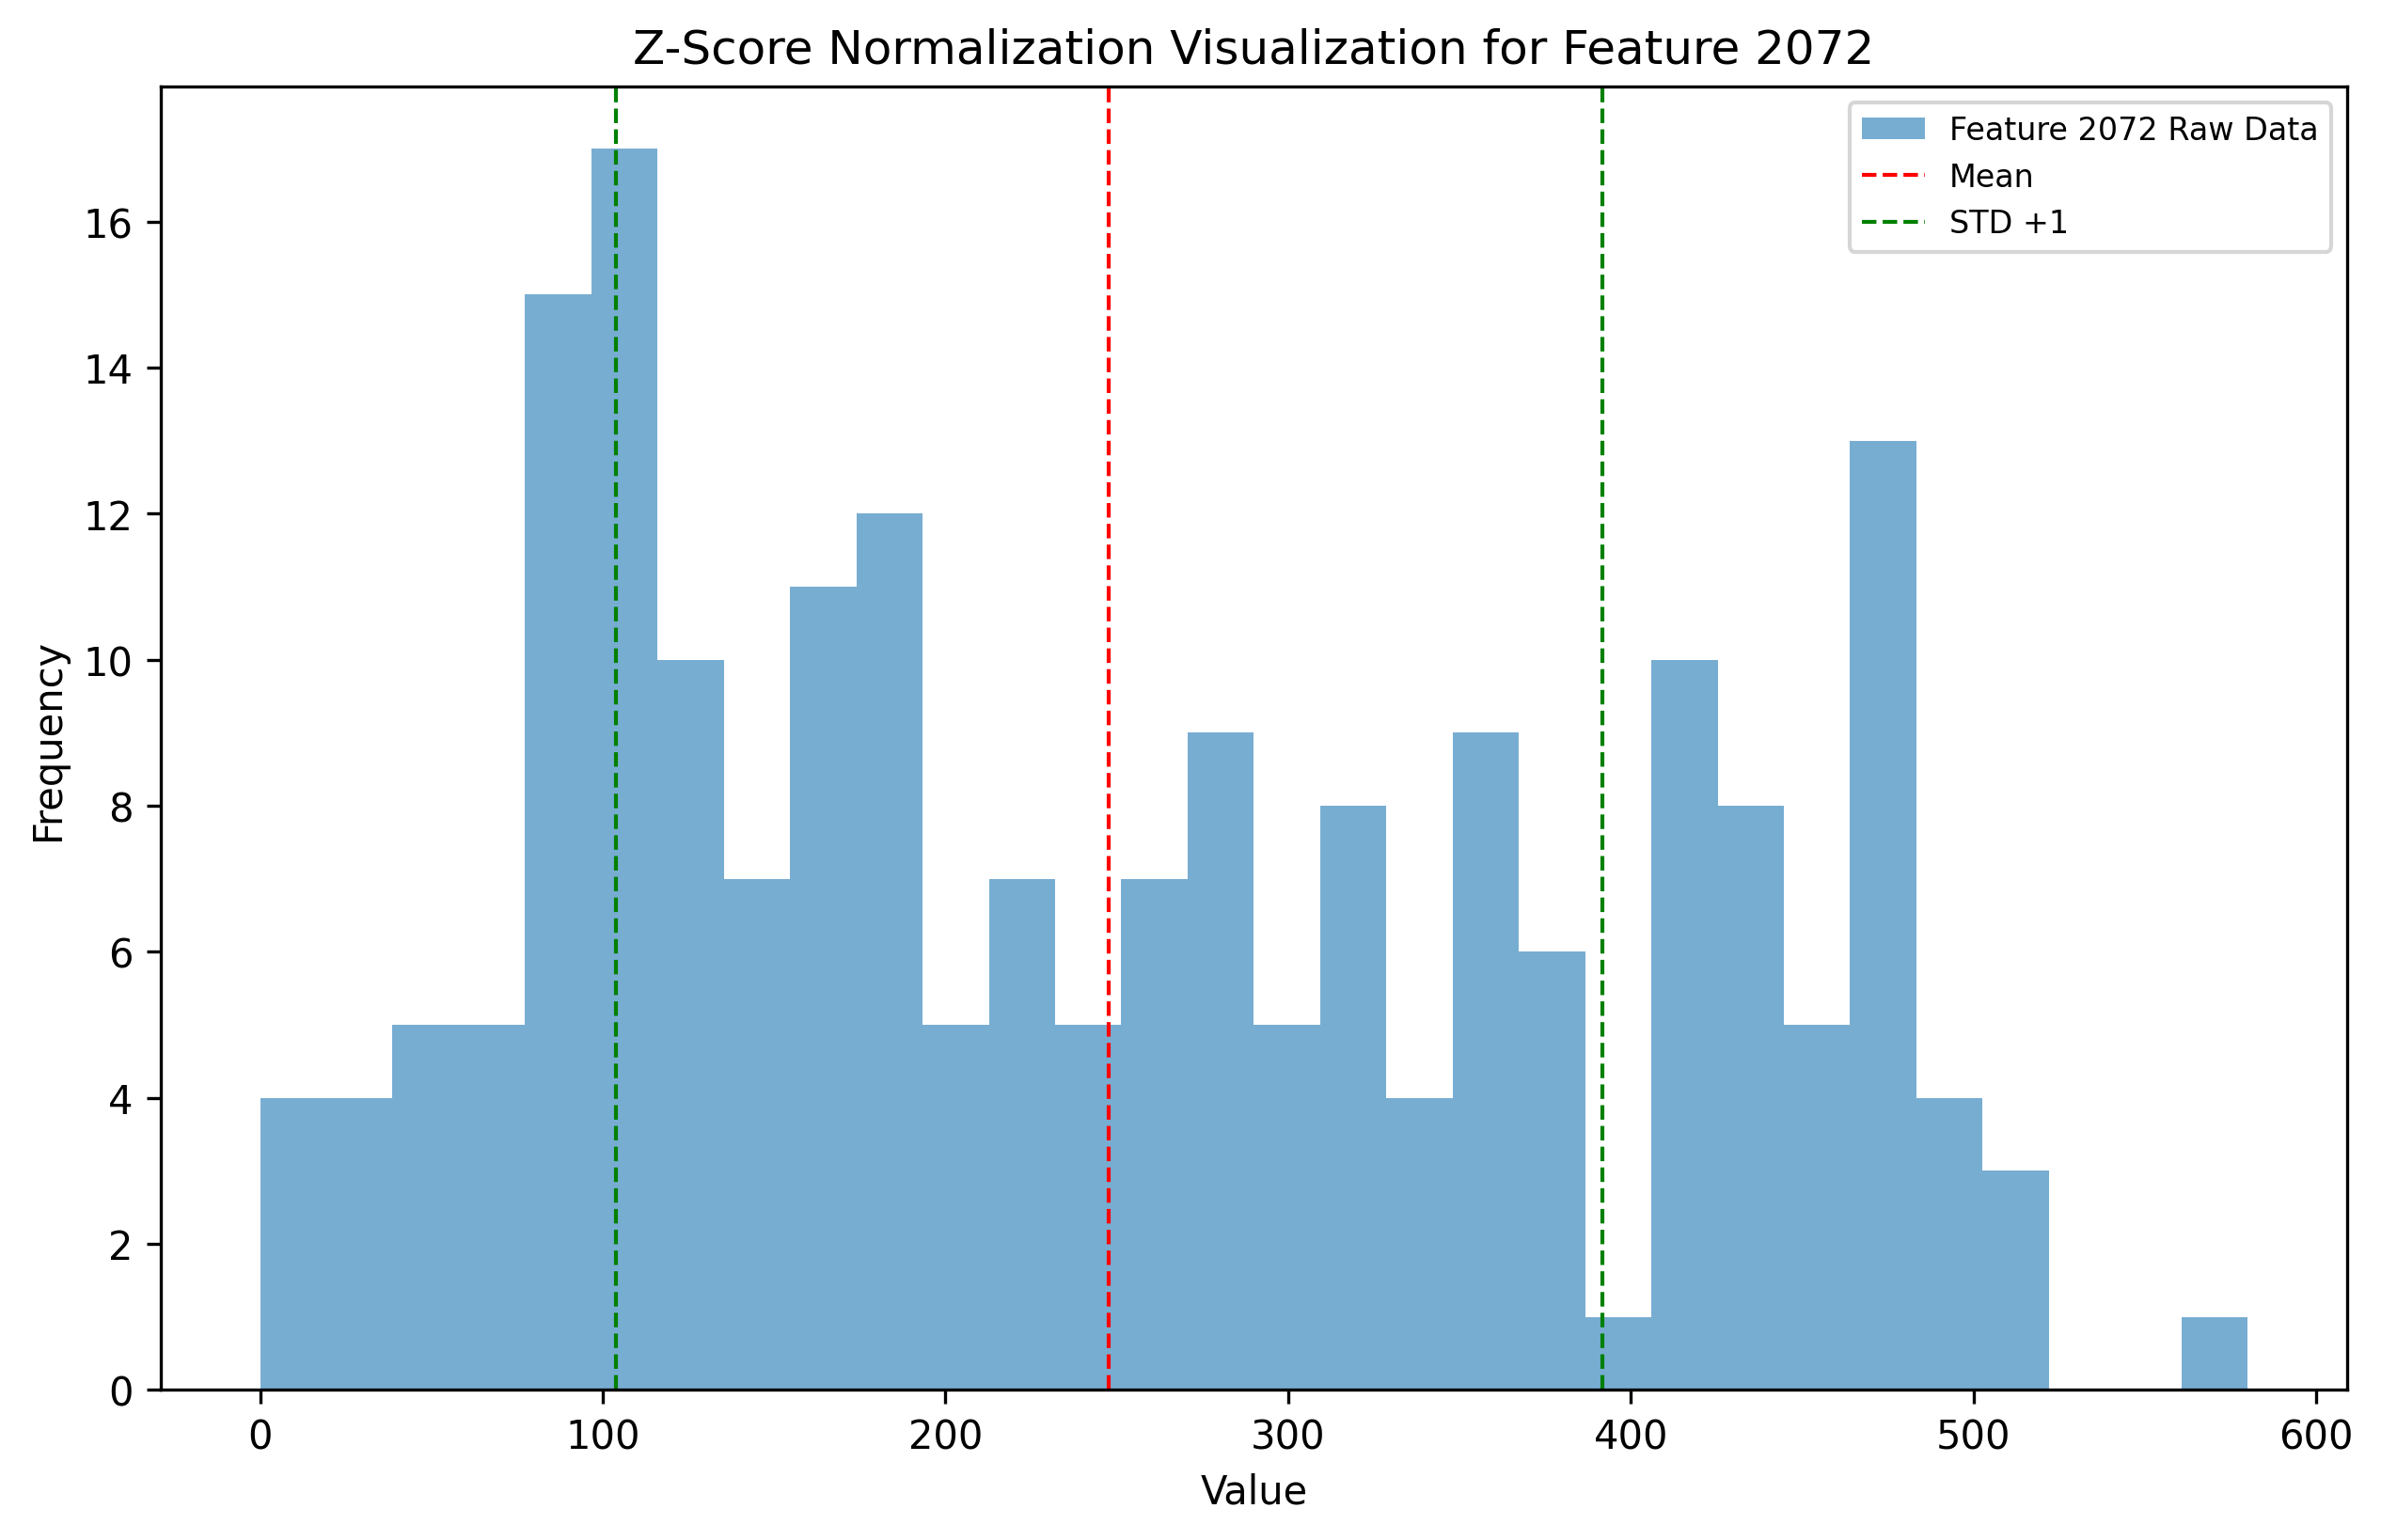 Z-Score Normalization Visualization for Feature 2072
Feature 2072 Raw Data
Mean
STD +1
Frequency
16
14
12
10
8
6
4
2
0
0 100 200 300 400 500 600
Value